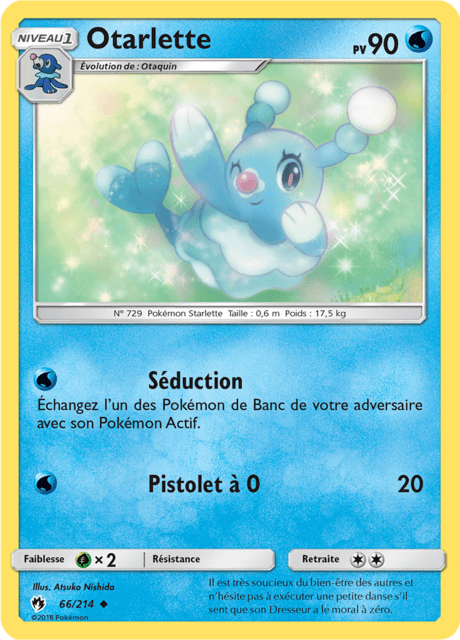 NIVEAU 1
Otarlette
PV 90
Évolution de : Otaquin
N° 729 Pokémon Starlette Taille : 0,6 m Poids : 17,5 kg
Séduction
Échangez l'un des Pokémon de Banc de votre adversaire
avec son Pokémon Actif.
Pistolet à O 20
Faiblesse ×2 Résistance Retraite
Illus. Atsuko Nishida
66/214
©2018 Pokémon
Il est très soucieux du bien-être des autres et
n'hésite pas à exécuter une petite danse s'il
sent que son Dresseur a le moral à zéro.